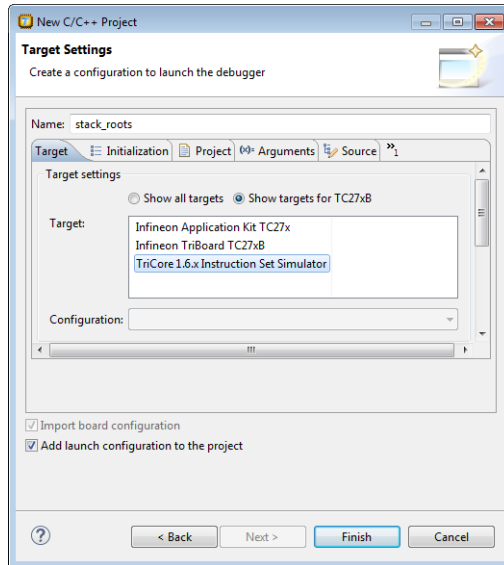 New C/C++ Project
Target Settings
Create a configuration to launch the debugger
Name: stack_roots
Target Initialization Project (x)= Arguments Source »1
Target settings
Show all targets Show targets for TC27xB
Target:
Infineon Application Kit TC27x
Infineon TriBoard TC27xB
TriCore 1.6.x Instruction Set Simulator
Configuration:
Import board configuration
Add launch configuration to the project
? < Back Next > Finish Cancel